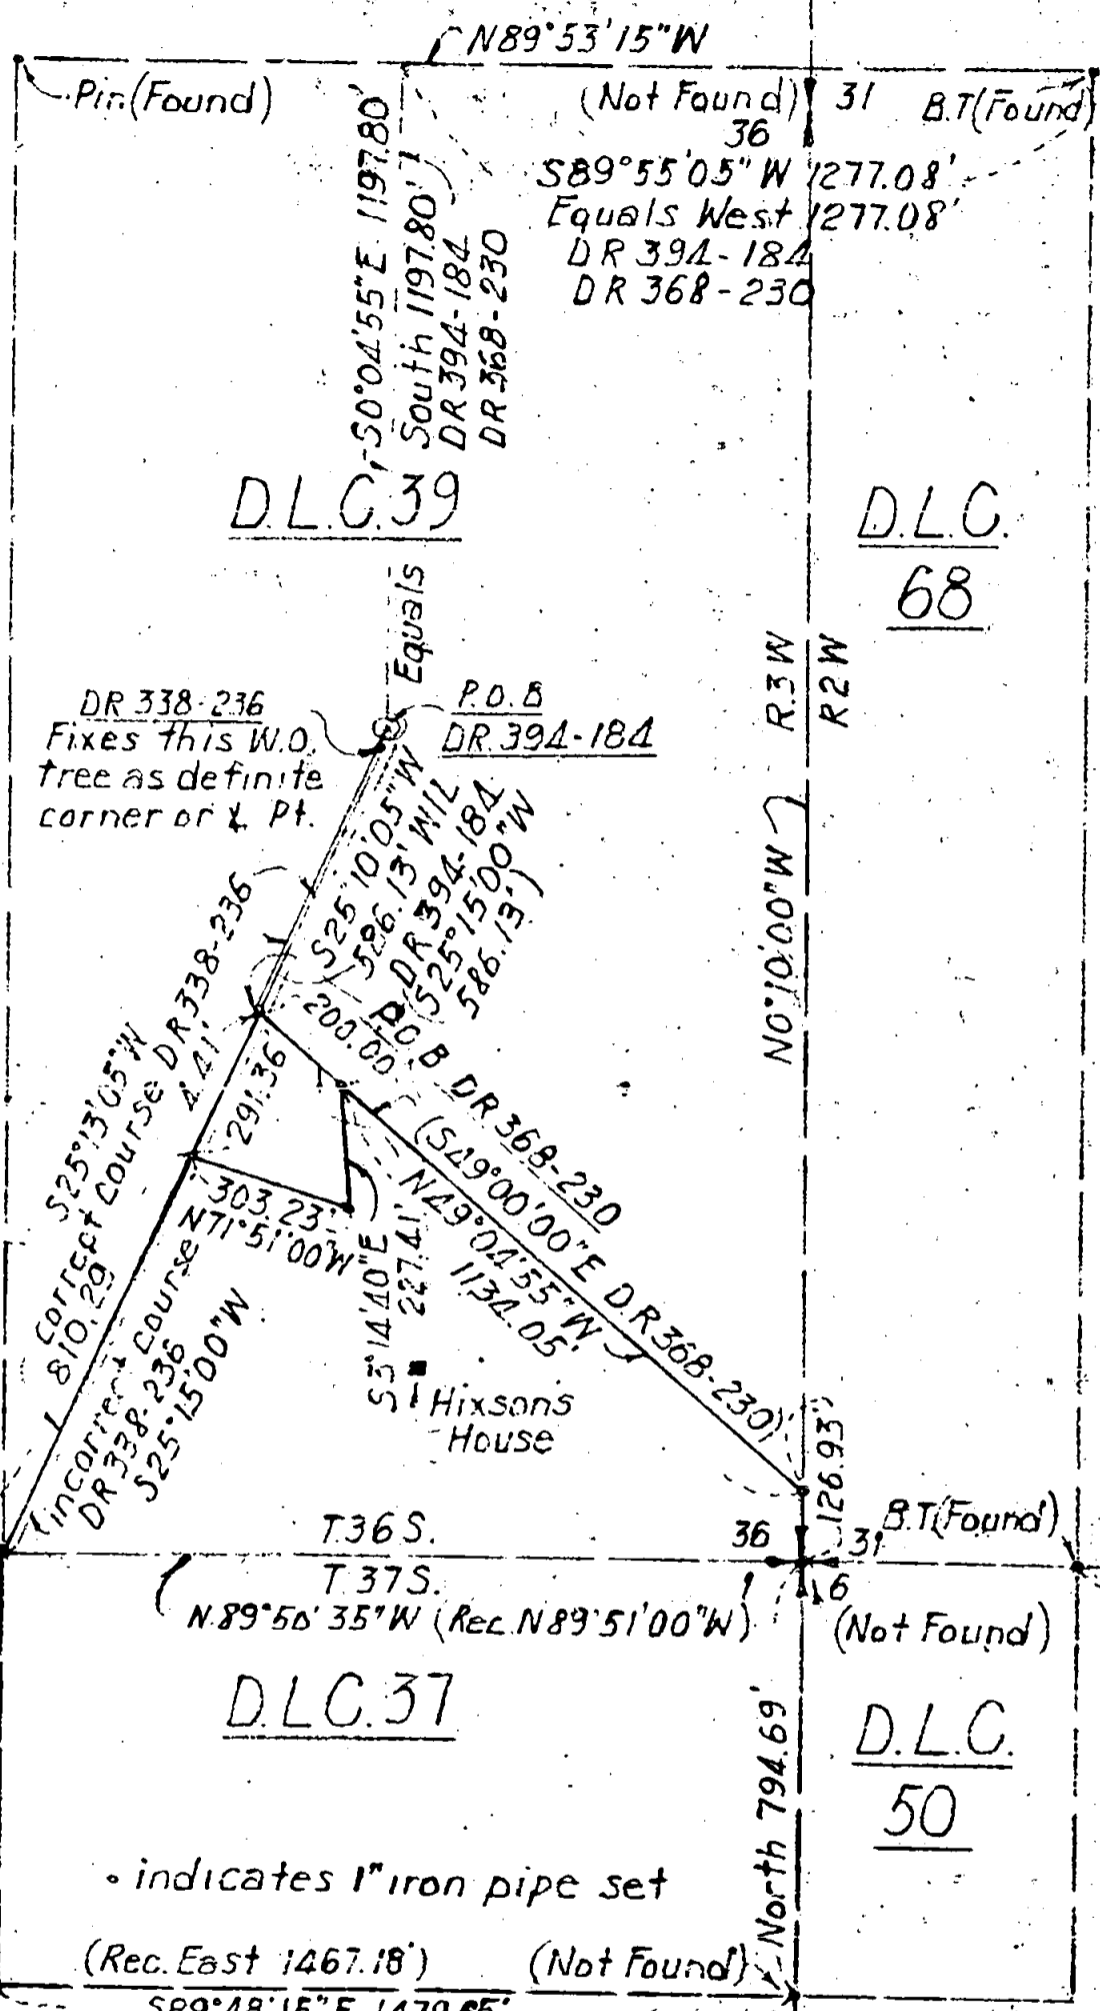 N89°53'15"W
Pin (Found)
(Not Found)
31
B.T (Found)
36
S89°55'05" W 1277.08'
Equals West 1277.08'
DR 394-184
DR 368-230
S0°04'55"E 1197.80'
South 1197.80'
DR 394-184
DR 368-230
D.L.C. 39
D.L.C.
68
Equals
R.3W
R2W
DR 338-236
Fixes this W.O.
tree as definite
corner or ∠ Pt.
P.O.B
DR. 394-184
S25°10'05"W
586.13' WIL
DR 394-184
S25°15'00"W
586.13')
N0°10'00"W
200.00
P.O.B DR 368-230
(S49°00'00"E D.R 368-230)
N49°04'55"W
1134.05'
S25°13'05"W
correct course DR 338-236
4.41'
810.29
291.36
303.23'
N71°51'00"W
S3°14'40"E
227.41'
(incorrect course
DR 338-236
S25°15'00"W
Hixson's
House
126.93'
T.36 S.
36
31
B.T. (Found)
T 37S.
1
6
N.89°50'35"W (Rec. N89°51'00"W)
(Not Found)
D.L.C. 37
D.L.C.
50
North 794.69'
∘ indicates 1" iron pipe set
(Rec. East 1467.18')
(Not Found)